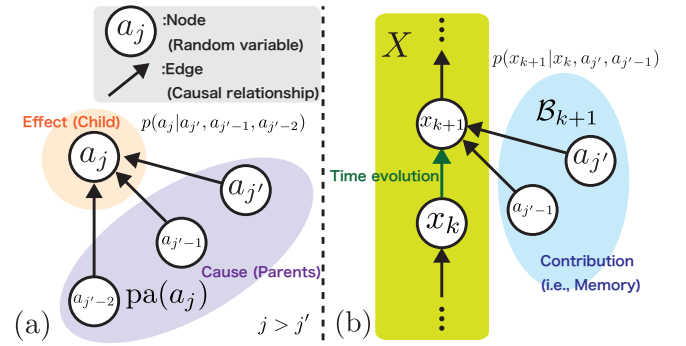 a_j :Node
(Random variable)
:Edge
(Causal relationship)
Effect (Child)
p(a_j|a_{j'}, a_{j'-1}, a_{j'-2})
a_j
a_{j'}
a_{j'-1}
Cause (Parents)
a_{j'-2}
pa(a_j)
(a)
j > j'
X
p(x_{k+1}|x_k, a_{j'}, a_{j'-1})
x_{k+1}
B_{k+1}
a_{j'}
Time evolution
a_{j'-1}
x_k
Contribution
(i.e., Memory)
(b)